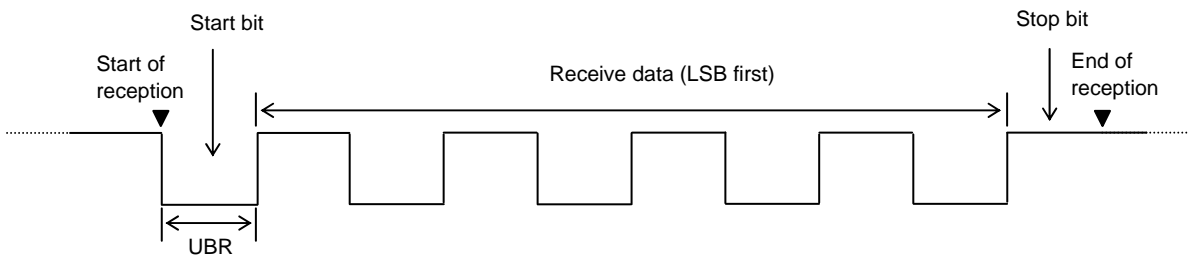 Start bit
Stop bit
Start of
reception
Receive data (LSB first)
End of
reception
UBR